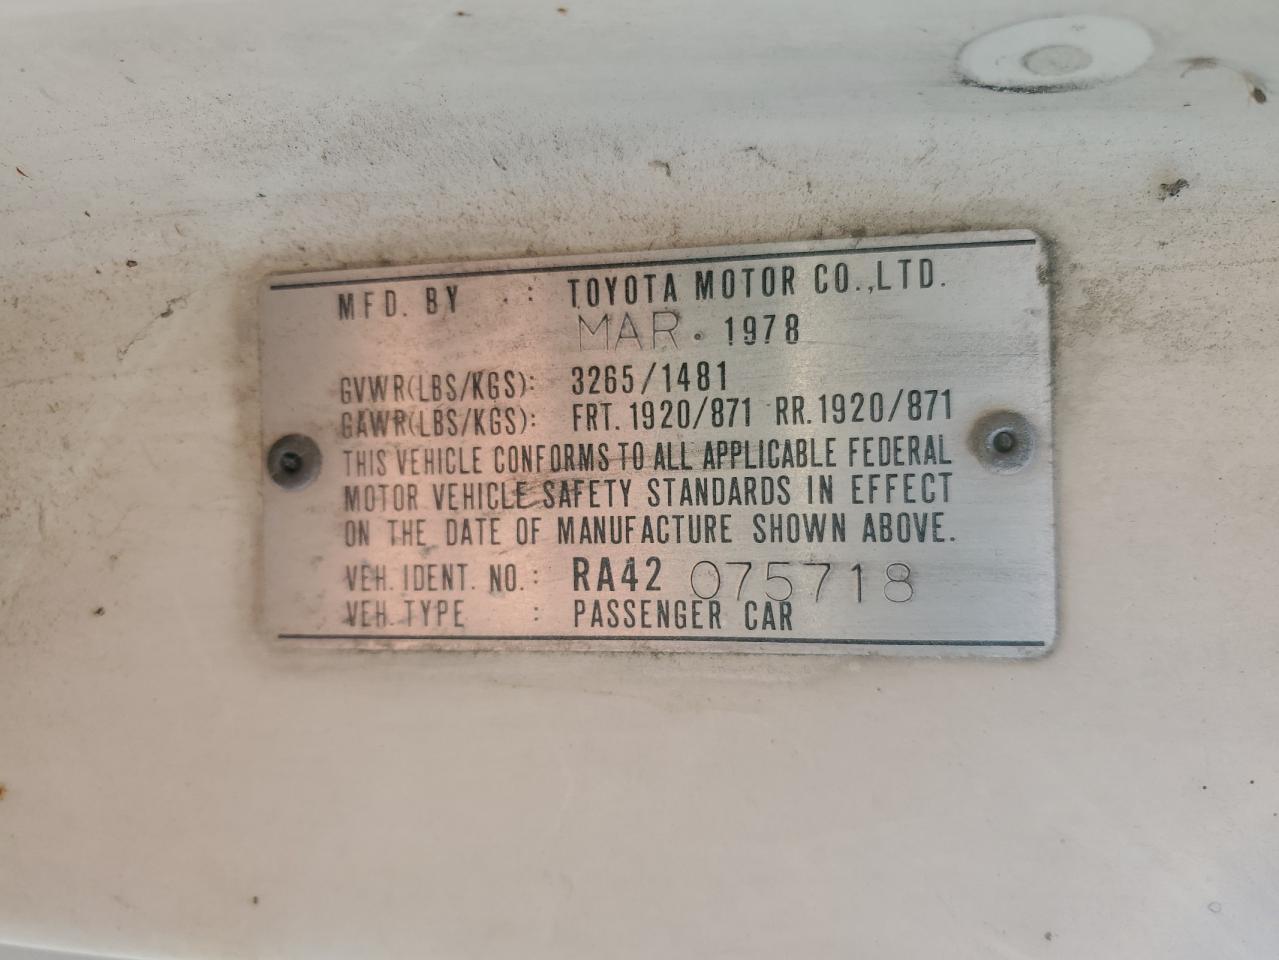 MFD. BY : TOYOTA MOTOR CO.,LTD.
MAR. 1978
GVWR(LBS/KGS): 3265/1481
GAWR(LBS/KGS): FRT. 1920/871 RR. 1920/871
THIS VEHICLE CONFORMS TO ALL APPLICABLE FEDERAL
MOTOR VEHICLE SAFETY STANDARDS IN EFFECT
ON THE DATE OF MANUFACTURE SHOWN ABOVE.
VEH. IDENT. NO.: RA42 075718
VEH. TYPE : PASSENGER CAR